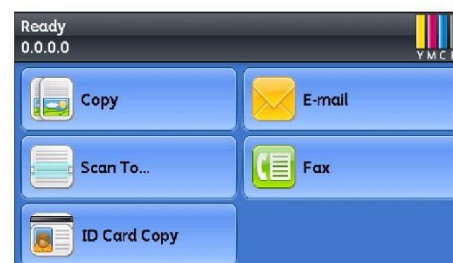 Ready
0.0.0.0
Y M C
Copy
E-mail
Scan To...
Fax
ID Card Copy